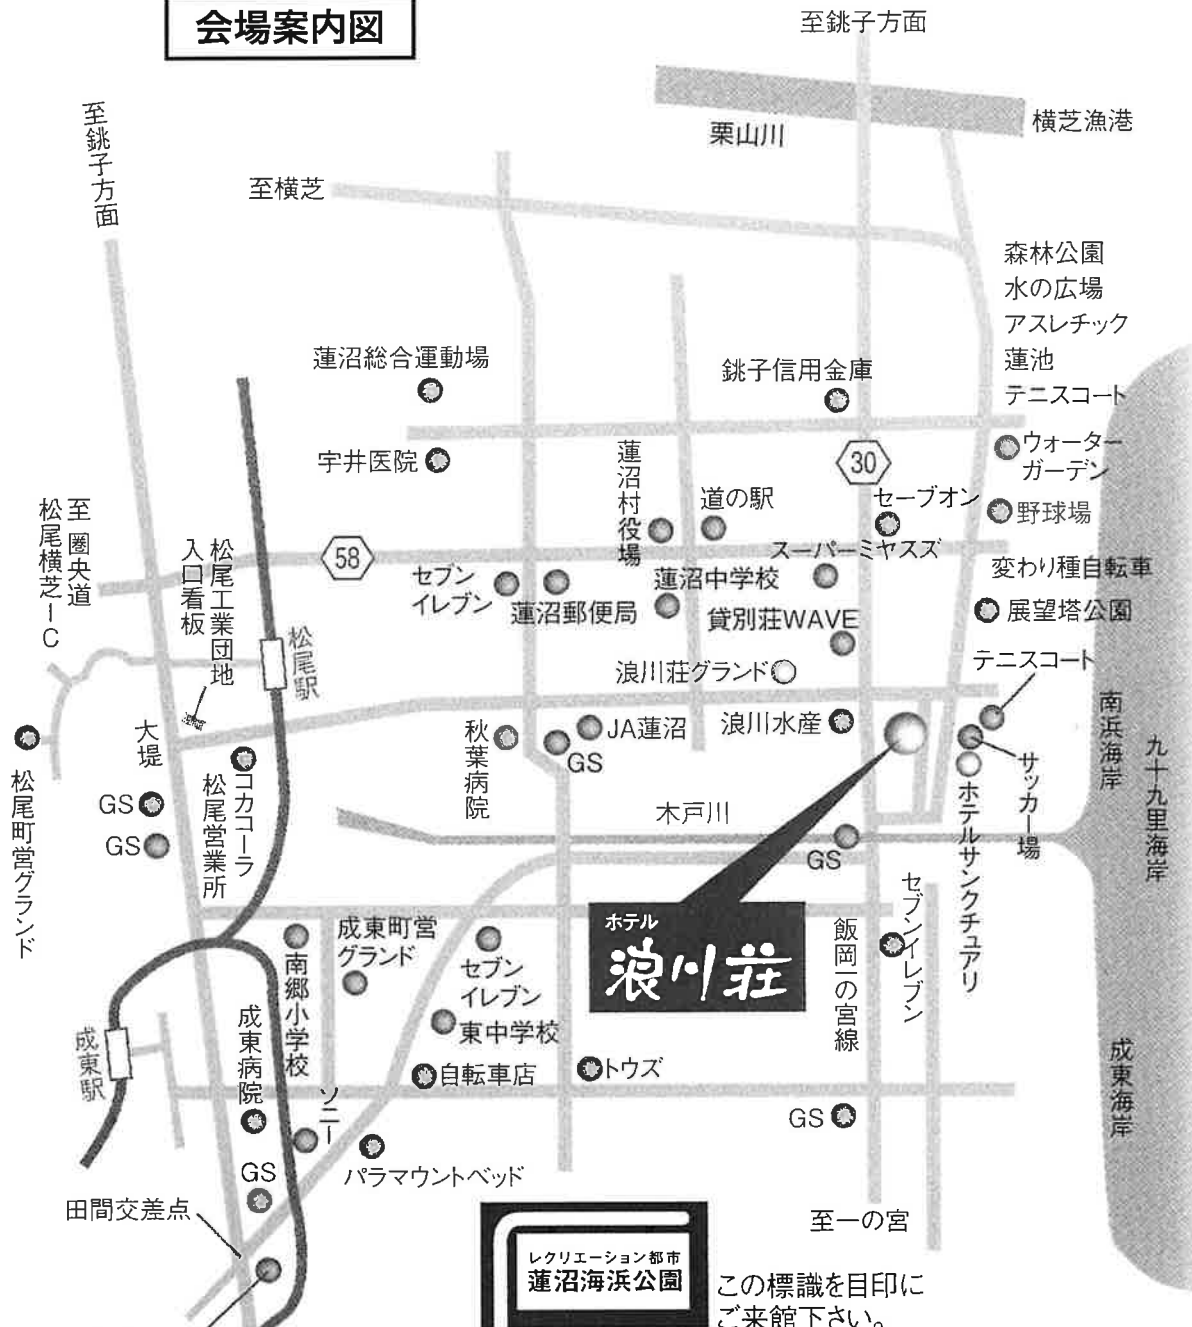 会場案内図
至銚子方面
横芝漁港
栗山川
至銚子方面
至横芝
森林公園
水の広場
アスレチック
蓮池
テニスコート
蓮沼総合運動場
銚子信用金庫
宇井医院
蓮沼村役場
30
ウォーター
ガーデン
道の駅
セーブオン
野球場
至 圏央道
松尾横芝IC
松尾工業団地
入口看板
58
スーパーミヤスズ
セブン
イレブン
蓮沼郵便局
蓮沼中学校
変わり種自転車
展望塔公園
貸別荘WAVE
松尾駅
浪川荘グランド
テニスコート
南浜海岸
九十九里海岸
大堤
秋葉病院
JA蓮沼
GS
浪川水産
サッカー場
ホテルサンクチュアリ
松尾町営グランド
コカコーラ
松尾営業所
GS
GS
木戸川
GS
ホテル
浪川荘
セブンイレブン
飯岡一の宮線
成東町営
グランド
南郷小学校
セブン
イレブン
東中学校
成東駅
成東病院
自転車店
トウズ
成東海岸
ソニー
GS
パラマウントベッド
GS
田間交差点
至一の宮
レクリエーション都市
蓮沼海浜公園
この標識を目印に
ご来館下さい。